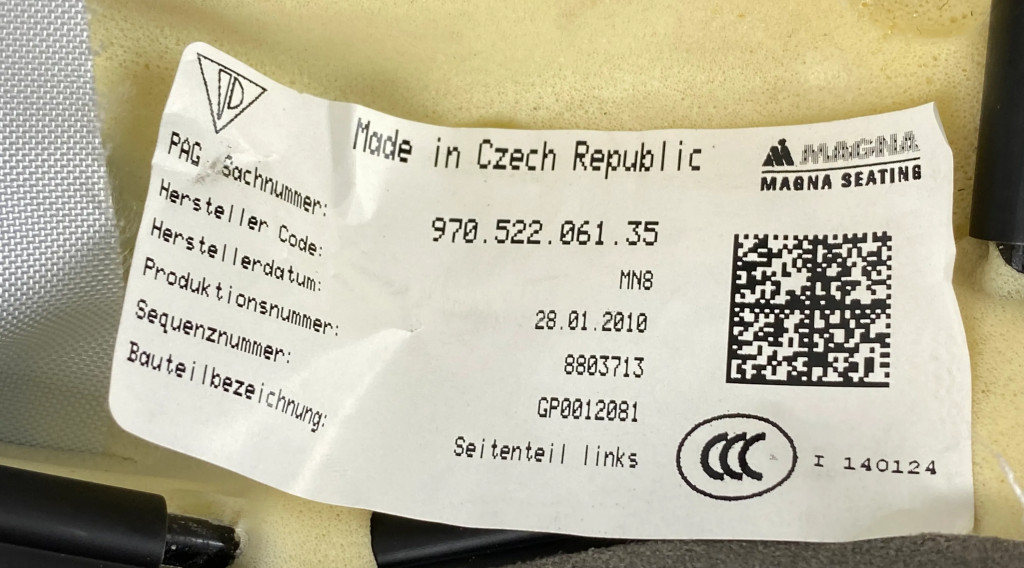 Made in Czech Republic
MAGNA
MAGNA SEATING
PAG Sachnummer: 970.522.061.35
Hersteller Code: MN8
Herstellerdatum: 28.01.2010
Produktionsnummer: 8803713
Sequenznummer: GP0012081
Bauteilbezeichnung: Seitenteil links
CCC I 140124